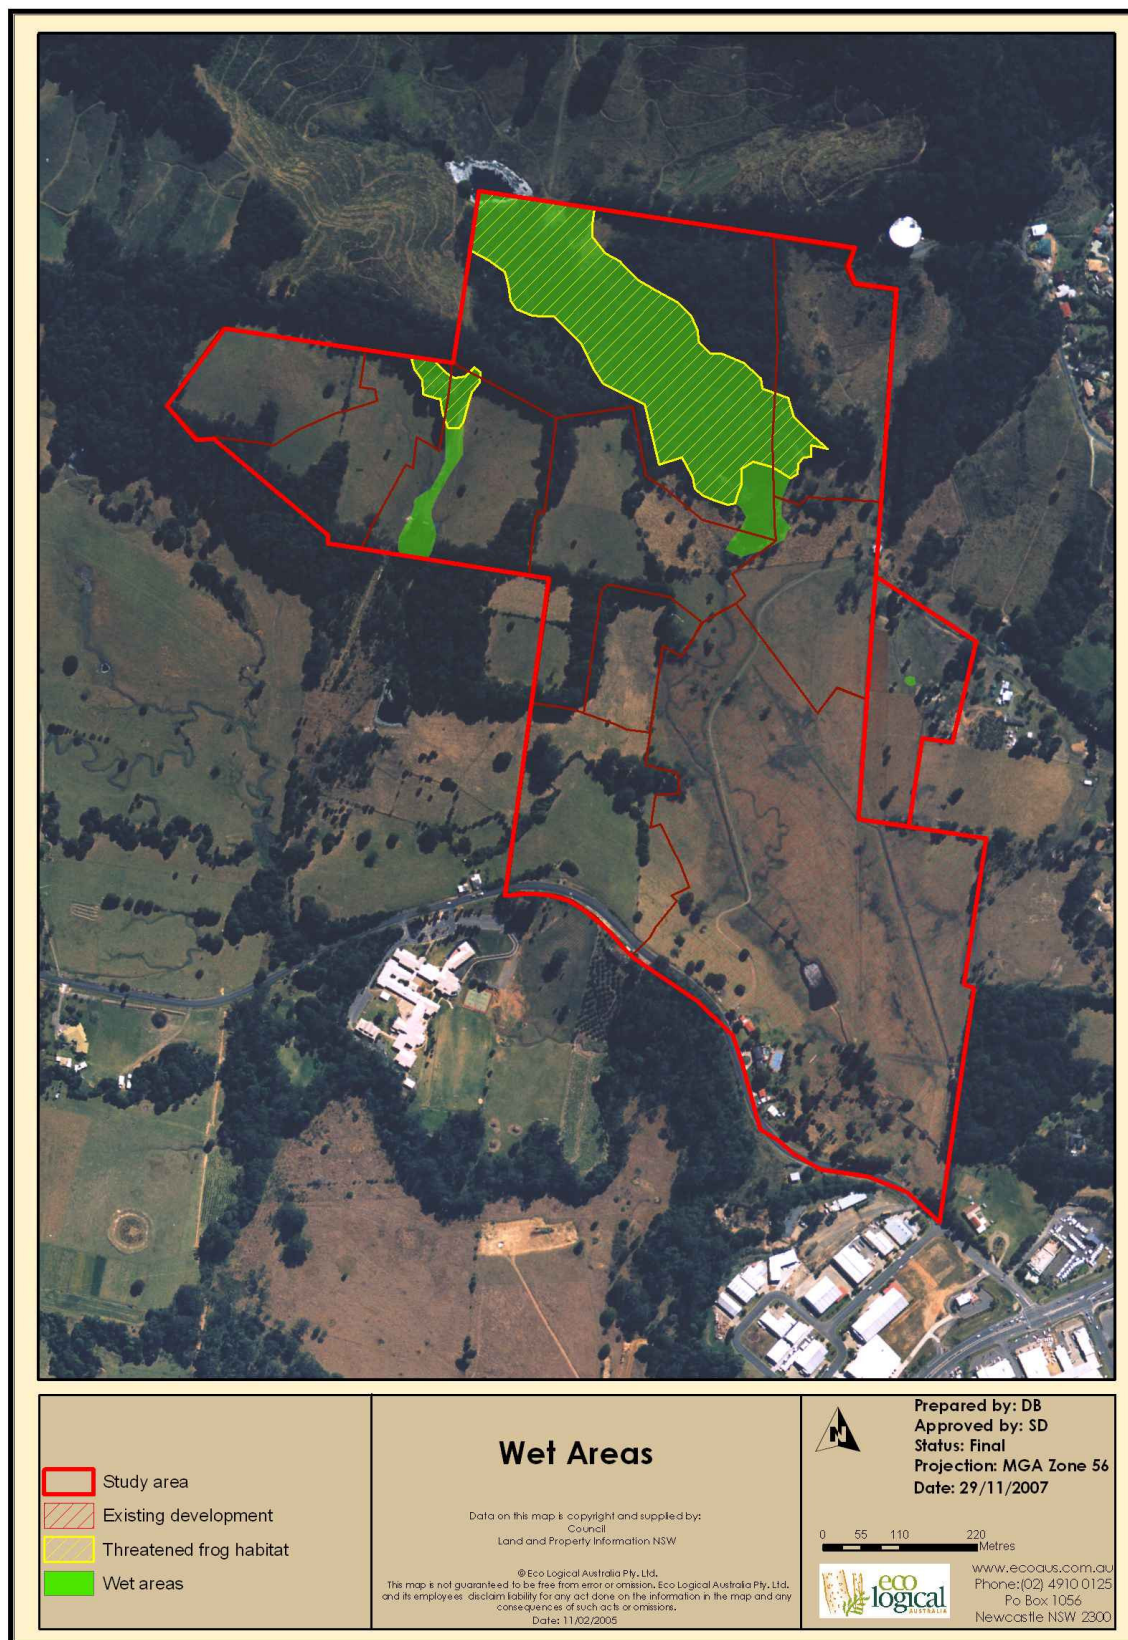 Study area
Existing development
Threatened frog habitat
Wet areas
Wet Areas
Data on this map is copyright and supplied by:
Council
Land and Property Information NSW
© Eco Logical Australia Pty. Ltd.
This map is not guaranteed to be free from error or omission. Eco Logical Australia Pty. Ltd.
and its employees disclaim liability for any act done on the information in the map and any
consequences of such acts or omissions.
Date: 11/02/2005
N
Prepared by: DB
Approved by: SD
Status: Final
Projection: MGA Zone 56
Date: 29/11/2007
0 55 110 220
Metres
eco
logical
AUSTRALIA
www.ecoaus.com.au
Phone:(02) 4910 0125
Po Box 1056
Newcastle NSW 2300